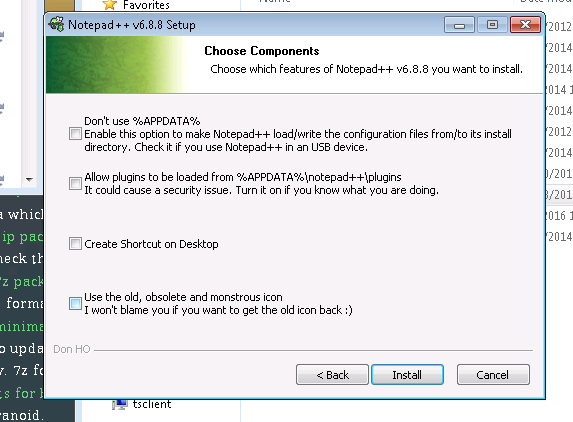 Favorites
Notepad++ v6.8.8 Setup
Choose Components
Choose which features of Notepad++ v6.8.8 you want to install.
Don't use %APPDATA%
Enable this option to make Notepad++ load/write the configuration files from/to its install
directory. Check it if you use Notepad++ in an USB device.
Allow plugins to be loaded from %APPDATA%\notepad++\plugins
It could cause a security issue. Turn it on if you know what you are doing.
Create Shortcut on Desktop
Use the old, obsolete and monstrous icon
I won't blame you if you want to get the old icon back :)
Don HO
< Back
Install
Cancel
a which
ip pac
heck th
7z pack
forma
minima
o upda
y. 7z fo
s for
ranoid.
tsclient
/2012
/2014
2014 1
/2014
/2012
/2014
0/201
3/201
2016 1
/2014